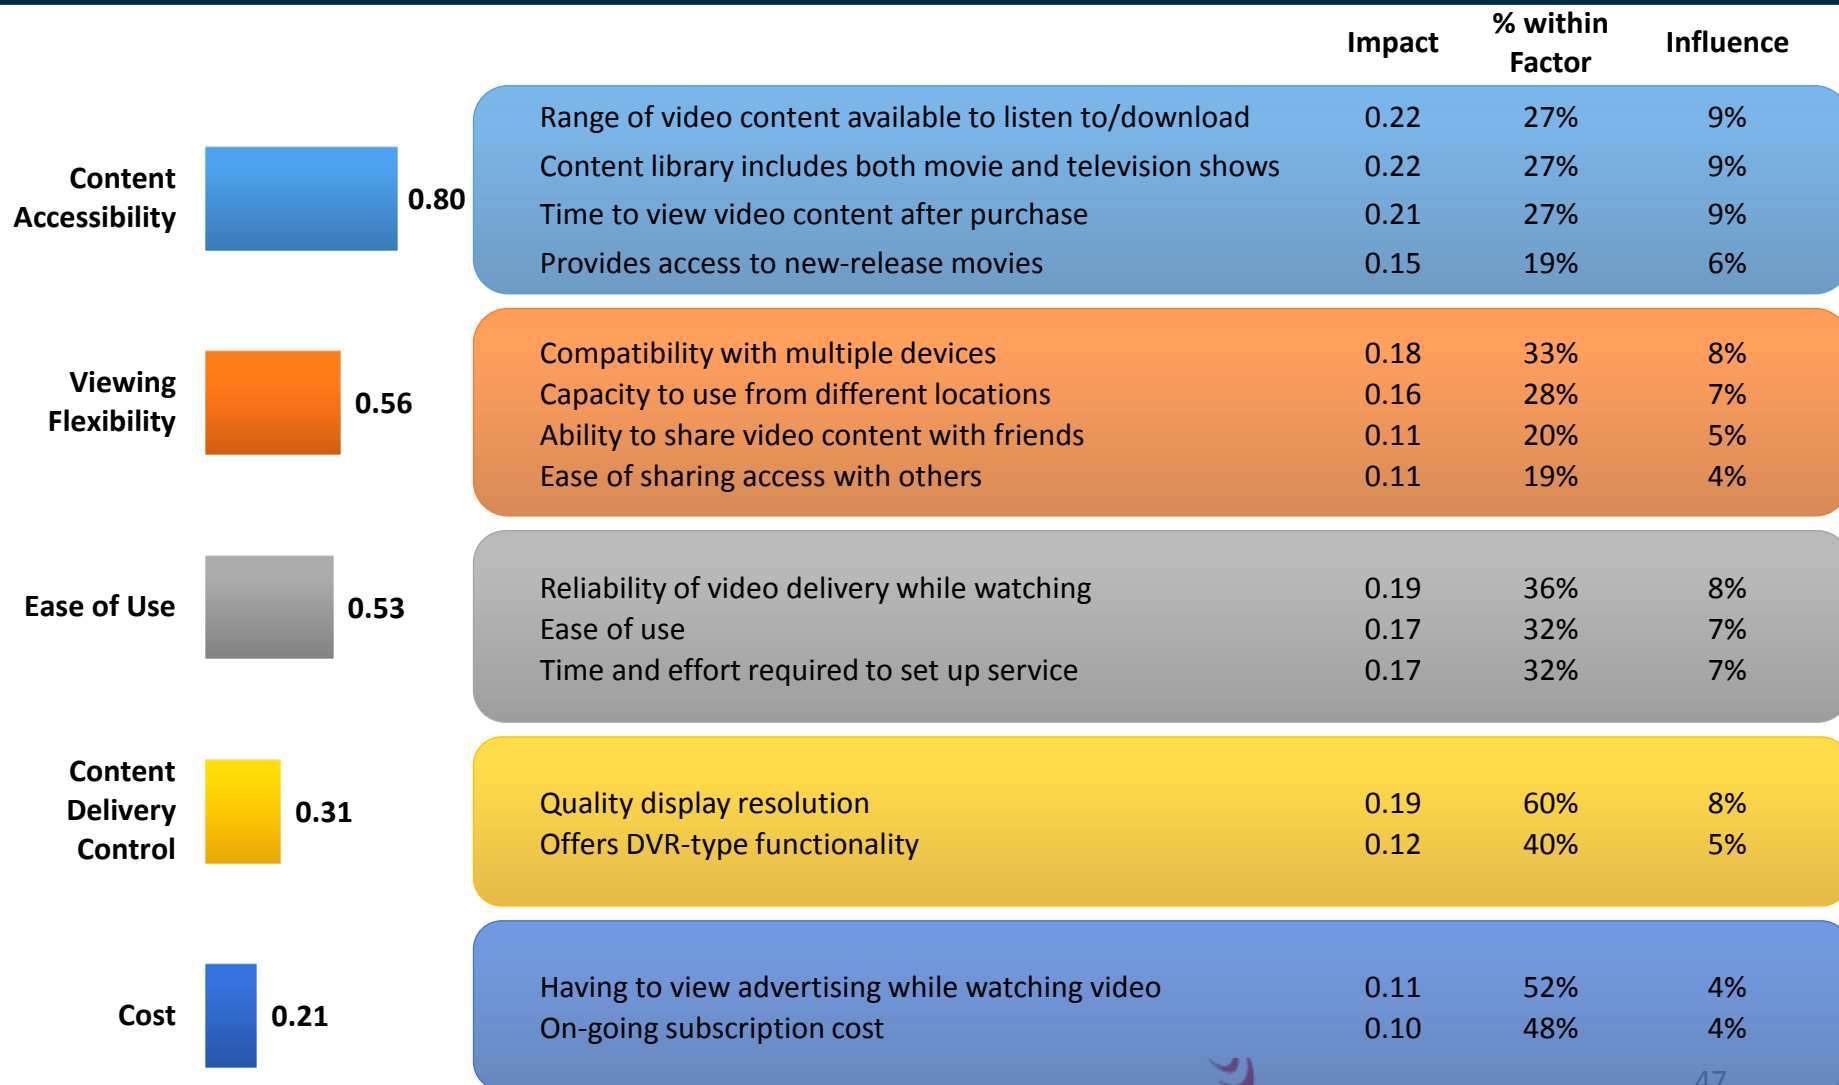 Impact % within Factor Influence
Content Accessibility 0.80
Range of video content available to listen to/download 0.22 27% 9%
Content library includes both movie and television shows 0.22 27% 9%
Time to view video content after purchase 0.21 27% 9%
Provides access to new-release movies 0.15 19% 6%
Viewing Flexibility 0.56
Compatibility with multiple devices 0.18 33% 8%
Capacity to use from different locations 0.16 28% 7%
Ability to share video content with friends 0.11 20% 5%
Ease of sharing access with others 0.11 19% 4%
Ease of Use 0.53
Reliability of video delivery while watching 0.19 36% 8%
Ease of use 0.17 32% 7%
Time and effort required to set up service 0.17 32% 7%
Content Delivery Control 0.31
Quality display resolution 0.19 60% 8%
Offers DVR-type functionality 0.12 40% 5%
Cost 0.21
Having to view advertising while watching video 0.11 52% 4%
On-going subscription cost 0.10 48% 4%
47